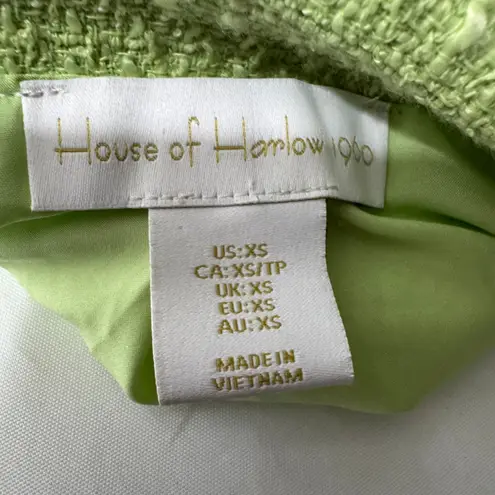 House of Harlow 1960
US:XS
CA:XS/TP
UK:XS
EU:XS
AU:XS
MADE IN
VIETNAM